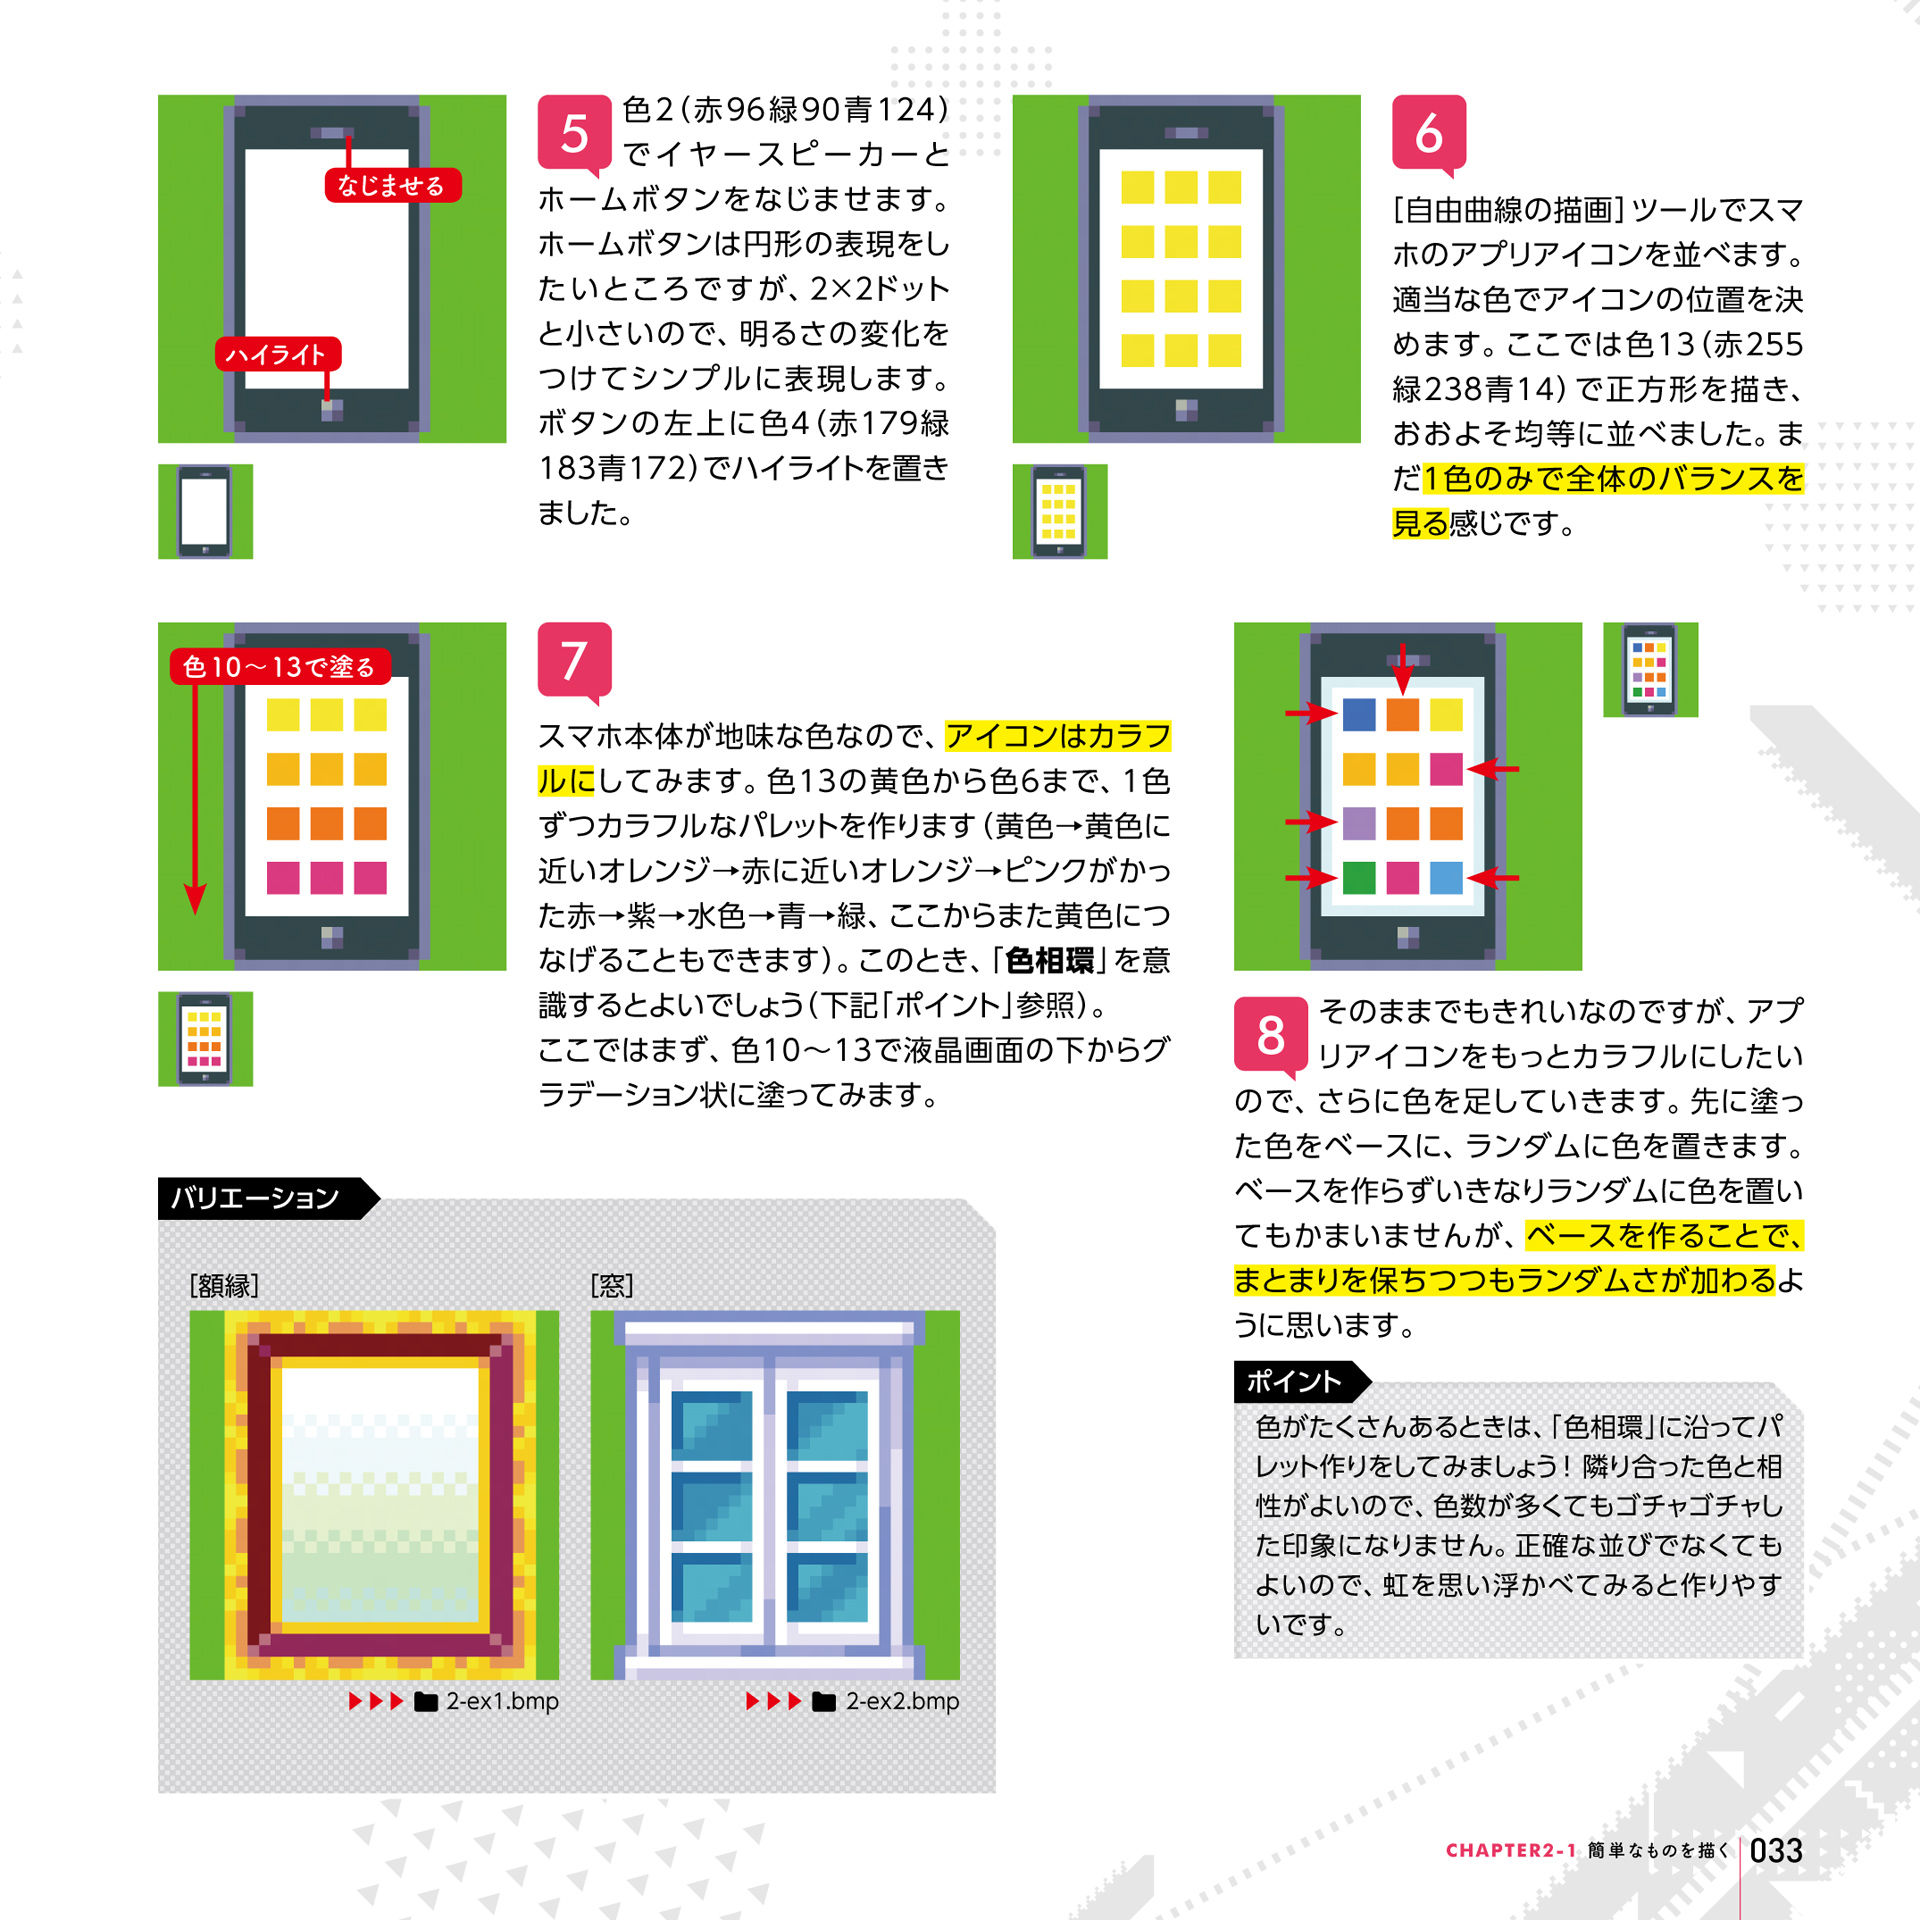 なじませる
ハイライト
5
色2(赤96緑90青124)
でイヤースピーカーと
ホームボタンをなじませます。
ホームボタンは円形の表現をし
たいところですが、2×2ドット
と小さいので、明るさの変化を
つけてシンプルに表現します。
ボタンの左上に色4(赤179緑
183青172)でハイライトを置き
ました。
6
[自由曲線の描画]ツールでスマ
ホのアプリアイコンを並べます。
適当な色でアイコンの位置を決
めます。ここでは色13(赤255
緑238青14)で正方形を描き、
おおよそ均等に並べました。ま
だ1色のみで全体のバランスを
見る感じです。
色10～13で塗る
7
スマホ本体が地味な色なので、アイコンはカラフ
ルにしてみます。色13の黄色から色6まで、1色
ずつカラフルなパレットを作ります(黄色→黄色に
近いオレンジ→赤に近いオレンジ→ピンクがかっ
た赤→紫→水色→青→緑、ここからまた黄色につ
なげることもできます)。このとき、「色相環」を意
識するとよいでしょう(下記「ポイント」参照)。
ここではまず、色10～13で液晶画面の下からグ
ラデーション状に塗ってみます。
8
そのままでもきれいなのですが、アプ
リアイコンをもっとカラフルにしたい
ので、さらに色を足していきます。先に塗っ
た色をベースに、ランダムに色を置きます。
ベースを作らずいきなりランダムに色を置い
てもかまいませんが、ベースを作ることで、
まとまりを保ちつつもランダムさが加わるよ
うに思います。
バリエーション
[額縁]
[窓]
2-ex1.bmp
2-ex2.bmp
ポイント
色がたくさんあるときは、「色相環」に沿ってパ
レット作りをしてみましょう！隣り合った色と相
性がよいので、色数が多くてもゴチャゴチャし
た印象になりません。正確な並びでなくても
よいので、虹を思い浮かべてみると作りやす
いです。
CHAPTER2-1 簡単なものを描く 033